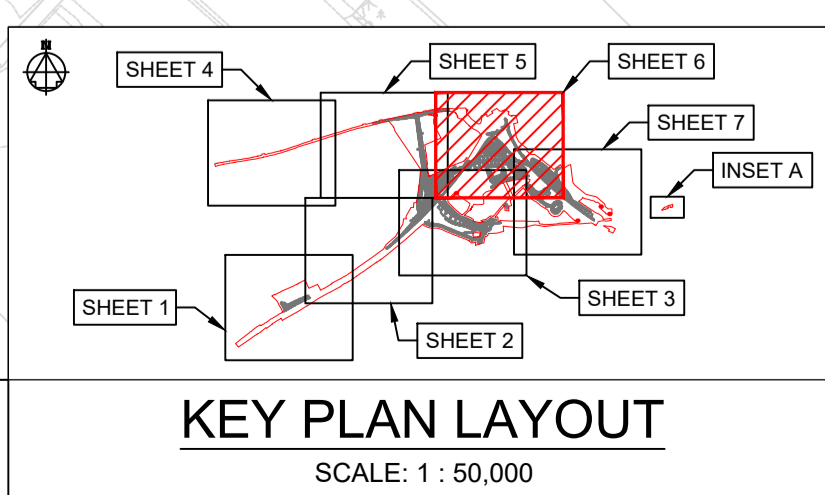 N
SHEET 4
SHEET 5
SHEET 6
SHEET 7
INSET A
SHEET 1
SHEET 2
SHEET 3
KEY PLAN LAYOUT
SCALE: 1 : 50,000